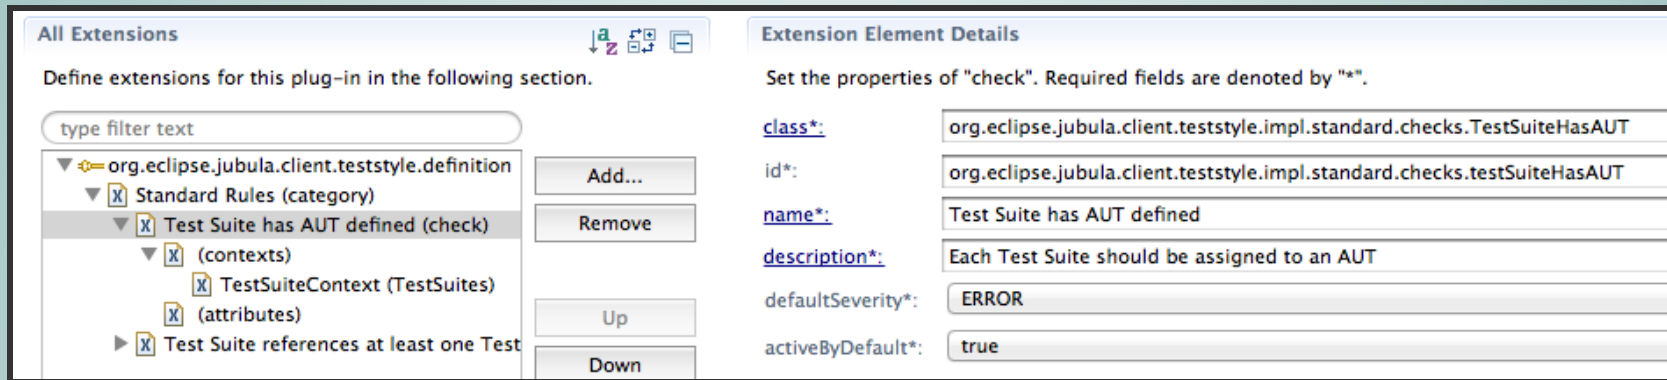 All Extensions
Define extensions for this plug-in in the following section.
type filter text
org.eclipse.jubula.client.teststyle.definition
Standard Rules (category)
Test Suite has AUT defined (check)
(contexts)
TestSuiteContext (TestSuites)
(attributes)
Test Suite references at least one Test
Add...
Remove
Up
Down
Extension Element Details
Set the properties of "check". Required fields are denoted by "*".
class*: org.eclipse.jubula.client.teststyle.impl.standard.checks.TestSuiteHasAUT
id*: org.eclipse.jubula.client.teststyle.impl.standard.checks.testSuiteHasAUT
name*: Test Suite has AUT defined
description*: Each Test Suite should be assigned to an AUT
defaultSeverity*: ERROR
activeByDefault*: true